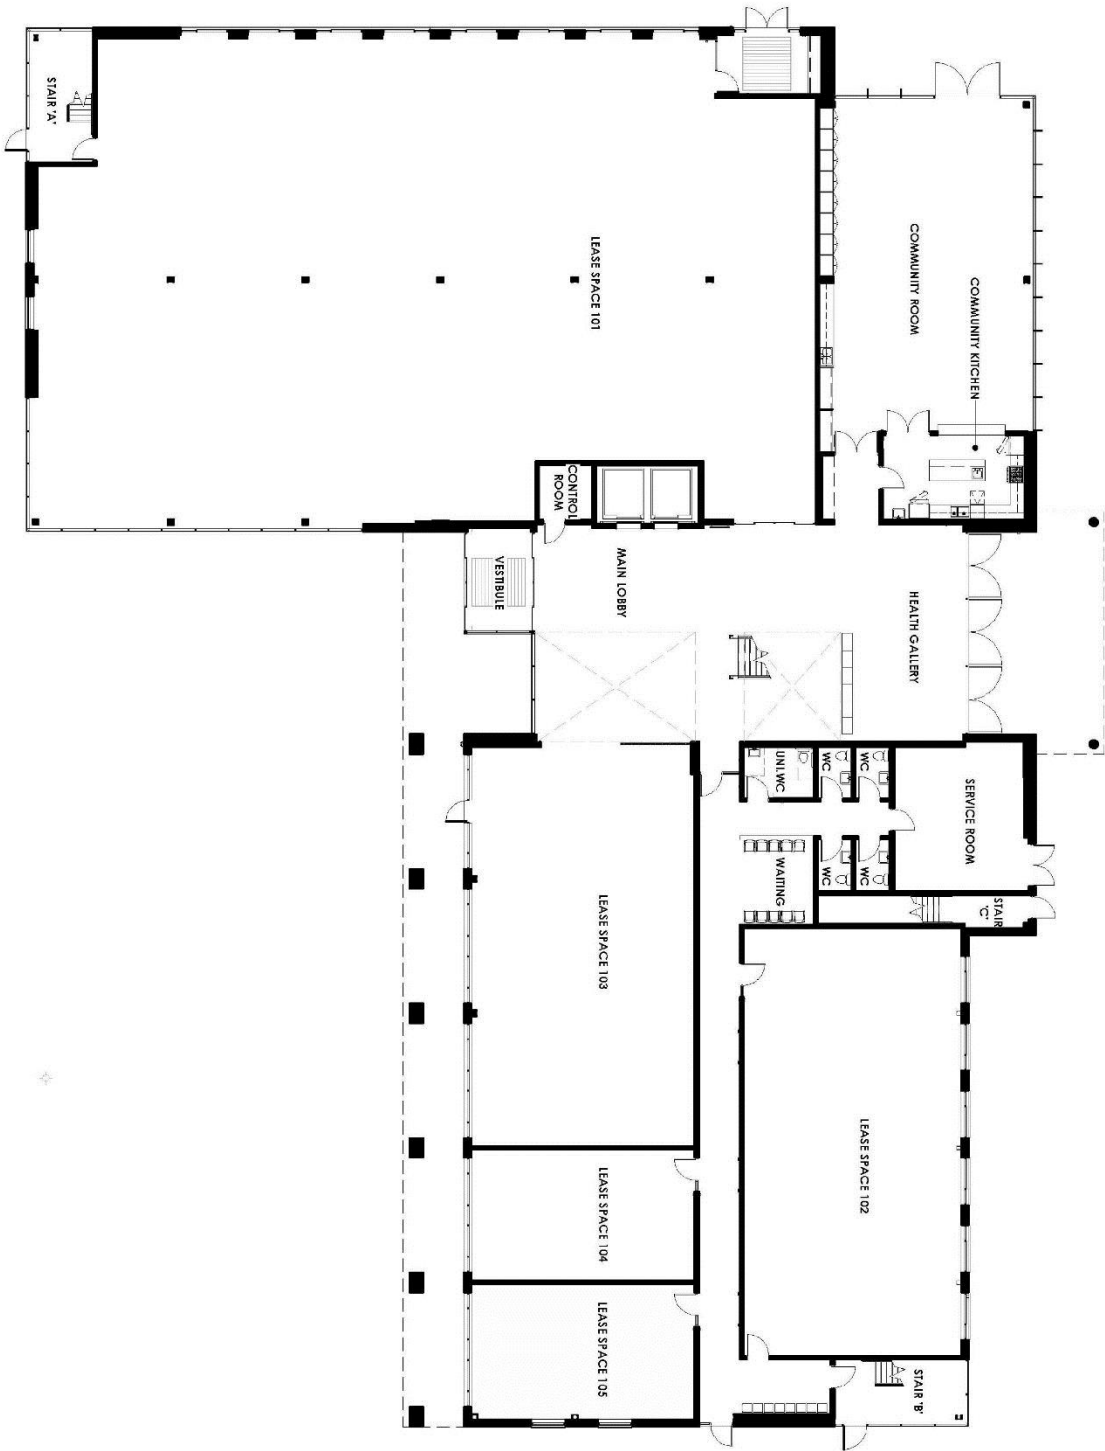 STAIR 'A'
LEASE SPACE 101
COMMUNITY ROOM
COMMUNITY KITCHEN
CONTROL
ROOM
VESTIBULE
MAIN LOBBY
HEALTH GALLERY
UNI.WC
WC
WC
WC
WC
SERVICE ROOM
WAITING
STAIR
'C'
LEASE SPACE 103
LEASE SPACE 102
LEASE SPACE 104
LEASE SPACE 105
STAIR 'B'